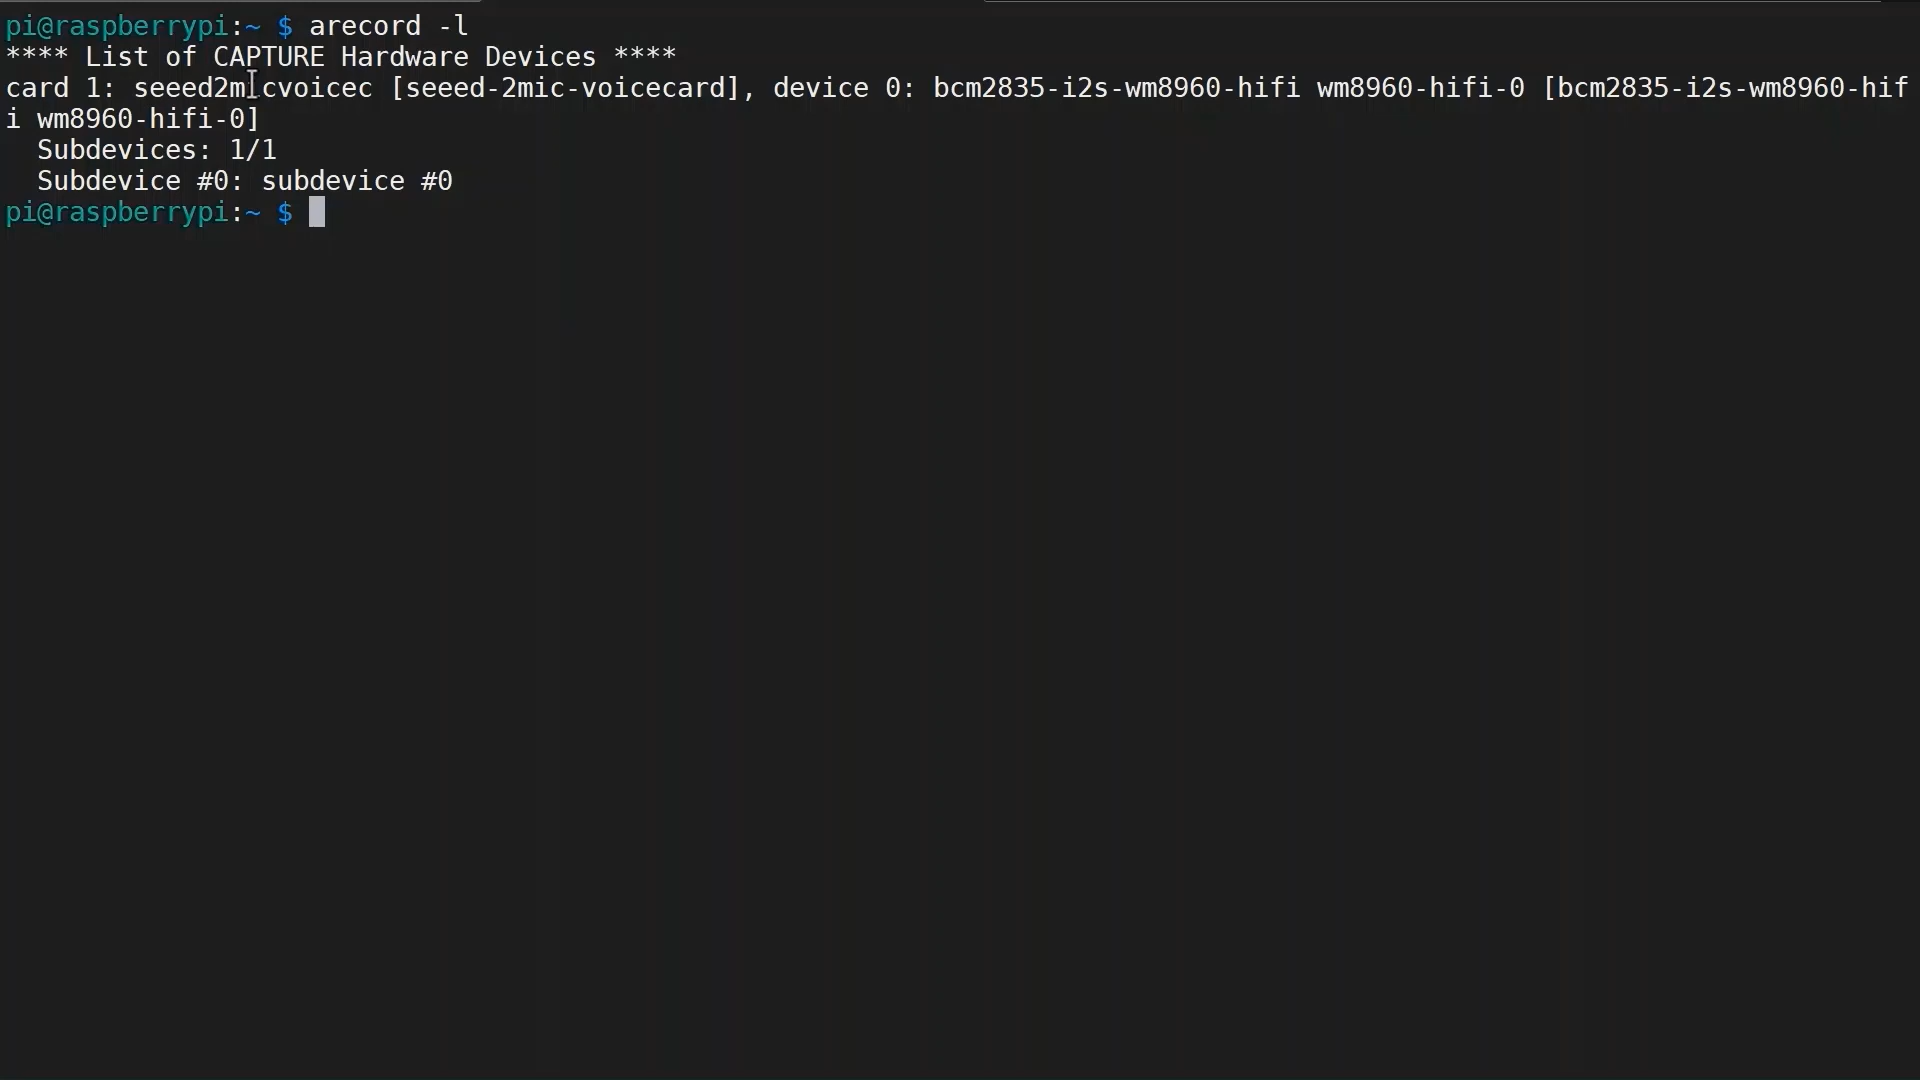 pi@raspberrypi:~ $ arecord -l
**** List of CAPTURE Hardware Devices ****
card 1: seeed2micvoicec [seeed-2mic-voicecard], device 0: bcm2835-i2s-wm8960-hifi wm8960-hifi-0 [bcm2835-i2s-wm8960-hif
i wm8960-hifi-0]
  Subdevices: 1/1
  Subdevice #0: subdevice #0
pi@raspberrypi:~ $